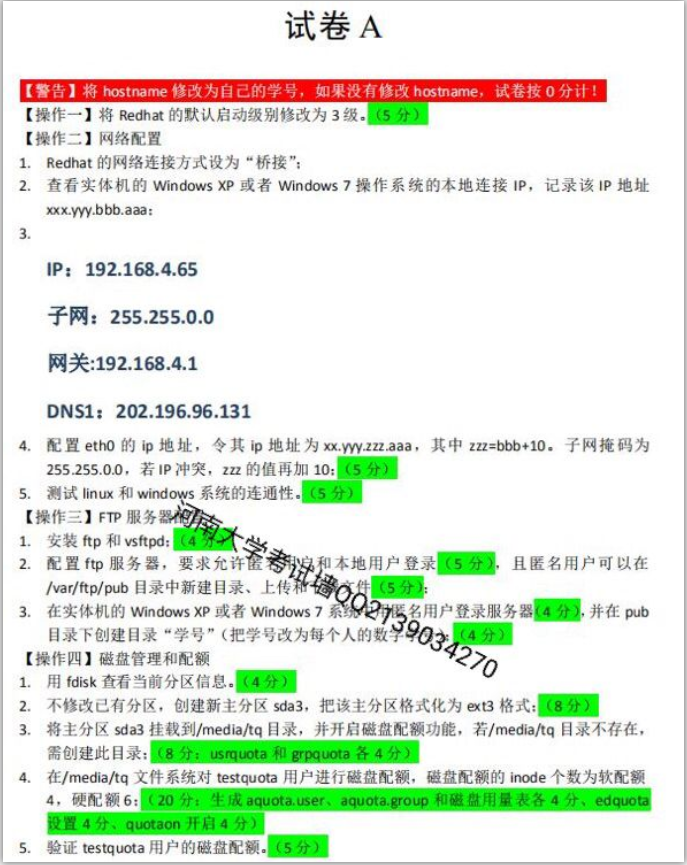 试卷 A
【警告】将 hostname 修改为自己的学号，如果没有修改 hostname，试卷按 0 分计！
【操作一】将 Redhat 的默认启动级别修改为 3 级。（5 分）
【操作二】网络配置
1. Redhat 的网络连接方式设为“桥接”；
2. 查看实体机的 Windows XP 或者 Windows 7 操作系统的本地连接 IP，记录该 IP 地址
xxx.yyy.bbb.aaa；
3.
IP：192.168.4.65
子网：255.255.0.0
网关:192.168.4.1
DNS1：202.196.96.131
4. 配置 eth0 的 ip 地址，令其 ip 地址为 xx.yyy.zzz.aaa，其中 zzz=bbb+10。子网掩码为
255.255.0.0，若 IP 冲突，zzz 的值再加 10；（5 分）
5. 测试 linux 和 windows 系统的连通性。（5 分）
【操作三】FTP 服务器
1. 安装 ftp 和 vsftpd；（4 分）
2. 配置 ftp 服务器，要求允许匿名用户和本地用户登录（5 分），且匿名用户可以在
/var/ftp/pub 目录中新建目录、上传和 文件（5 分）；
3. 在实体机的 Windows XP 或者 Windows 7 系统 匿名用户登录服务器（4 分），并在 pub
目录下创建目录“学号”（把学号改为每个人的数字 （4 分）
河南大学考试墙QQ2139034270
【操作四】磁盘管理和配额
1. 用 fdisk 查看当前分区信息。（4 分）
2. 不修改已有分区，创建新主分区 sda3，把该主分区格式化为 ext3 格式；（8 分）
3. 将主分区 sda3 挂载到/media/tq 目录，并开启磁盘配额功能，若/media/tq 目录不存在，
需创建此目录；（8 分：usrquota 和 grpquota 各 4 分）
4. 在/media/tq 文件系统对 testquota 用户进行磁盘配额，磁盘配额的 inode 个数为软配额
4，硬配额 6；（20 分：生成 aquota.user、aquota.group 和磁盘用量表各 4 分、edquota
设置 4 分、quotaon 开启 4 分）
5. 验证 testquota 用户的磁盘配额。（5 分）